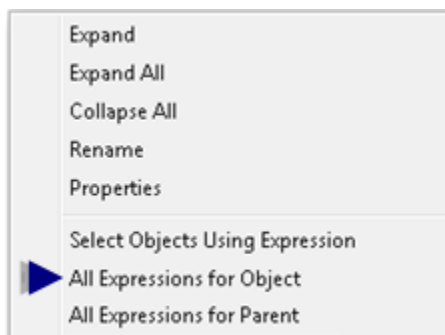 Expand
Expand All
Collapse All
Rename
Properties
Select Objects Using Expression
All Expressions for Object
All Expressions for Parent